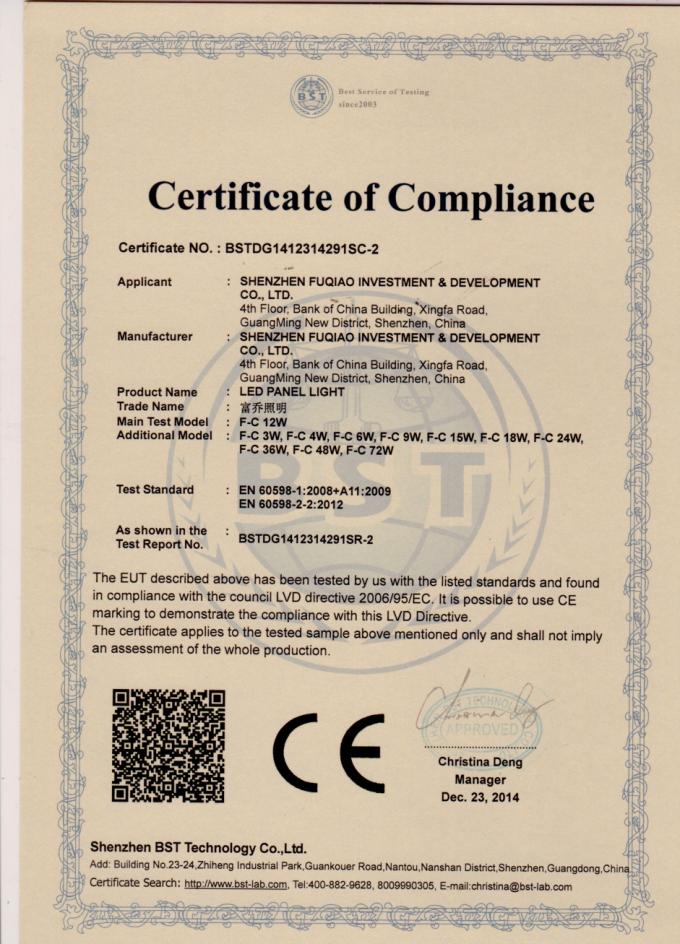 BST
Best Service of Testing
since2003
Certificate of Compliance
Certificate NO. : BSTDG1412314291SC-2
Applicant : SHENZHEN FUQIAO INVESTMENT & DEVELOPMENT
CO., LTD.
4th Floor, Bank of China Building, Xingfa Road,
GuangMing New District, Shenzhen, China
Manufacturer : SHENZHEN FUQIAO INVESTMENT & DEVELOPMENT
CO., LTD.
4th Floor, Bank of China Building, Xingfa Road,
GuangMing New District, Shenzhen, China
Product Name : LED PANEL LIGHT
Trade Name : 富乔照明
Main Test Model : F-C 12W
Additional Model : F-C 3W, F-C 4W, F-C 6W, F-C 9W, F-C 15W, F-C 18W, F-C 24W,
F-C 36W, F-C 48W, F-C 72W
BST
Test Standard : EN 60598-1:2008+A11:2009
EN 60598-2-2:2012
As shown in the :
Test Report No. BSTDG1412314291SR-2
The EUT described above has been tested by us with the listed standards and found
in compliance with the council LVD directive 2006/95/EC. It is possible to use CE
marking to demonstrate the compliance with this LVD Directive.
The certificate applies to the tested sample above mentioned only and shall not imply
an assessment of the whole production.
CE
APPROVED
Christina Deng
Manager
Dec. 23, 2014
Shenzhen BST Technology Co.,Ltd.
Add: Building No.23-24,Zhiheng Industrial Park,Guankouer Road,Nantou,Nanshan District,Shenzhen,Guangdong,China
Certificate Search: http://www.bst-lab.com, Tel:400-882-9628, 8009990305, E-mail:christina@bst-lab.com